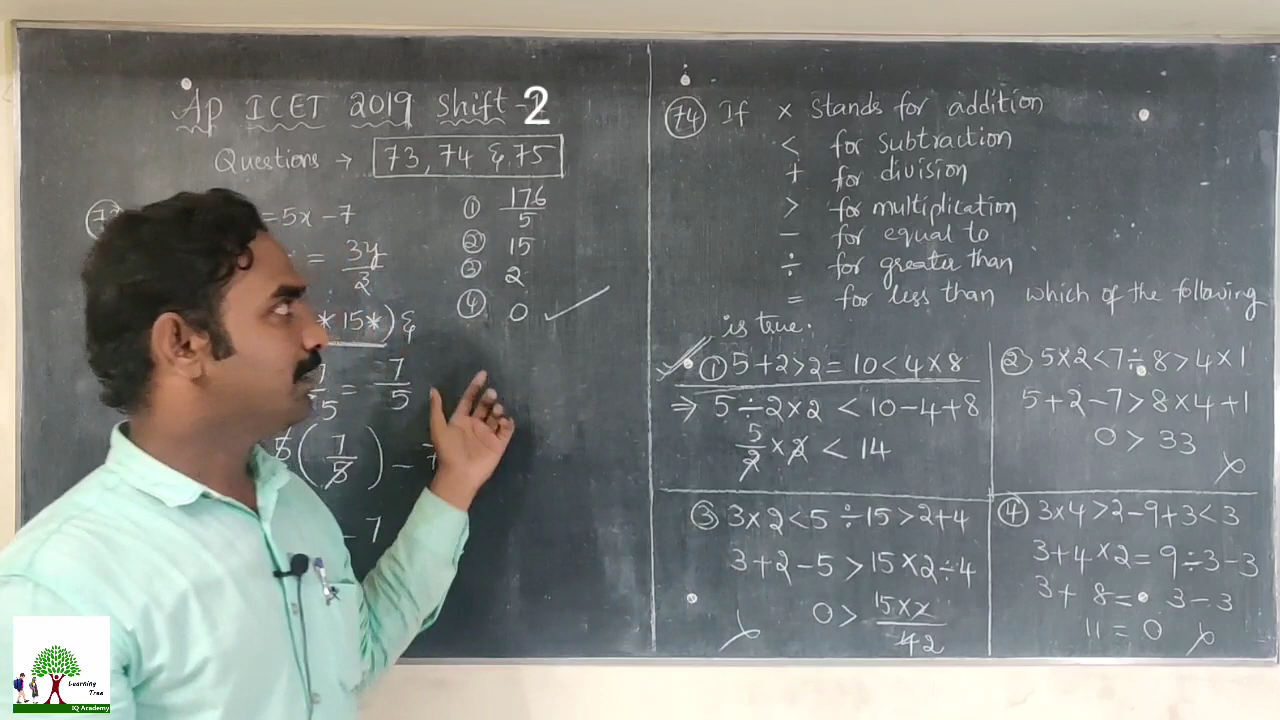 Ap ICET 2019 Shift-2
Questions → 73, 74 & 75
= 5x - 7
= 3y/2
*15*) &
5 = 7/5
5(7/5) - 7
- 7
① 176/5
② 15
③ 2
④ 0 ✓
74 If × stands for addition
< for subtraction
+ for division
> for multiplication
− for equal to
÷ for greater than
= for less than which of the following
is true.
① 5+2>2=10<4×8
⇒ 5÷2×2 < 10-4+8
5/2 × 2 < 14
② 5×2<7÷8>4×1
5+2-7>8×4+1
0 > 33
③ 3×2<5÷15>2+4
3+2-5>15×2÷4
0> 15×2/42
④ 3×4>2-9+3<3
3+4×2=9÷3-3
3+ 8= 3-3
11 = 0
Learning
Tree
IQ Academy